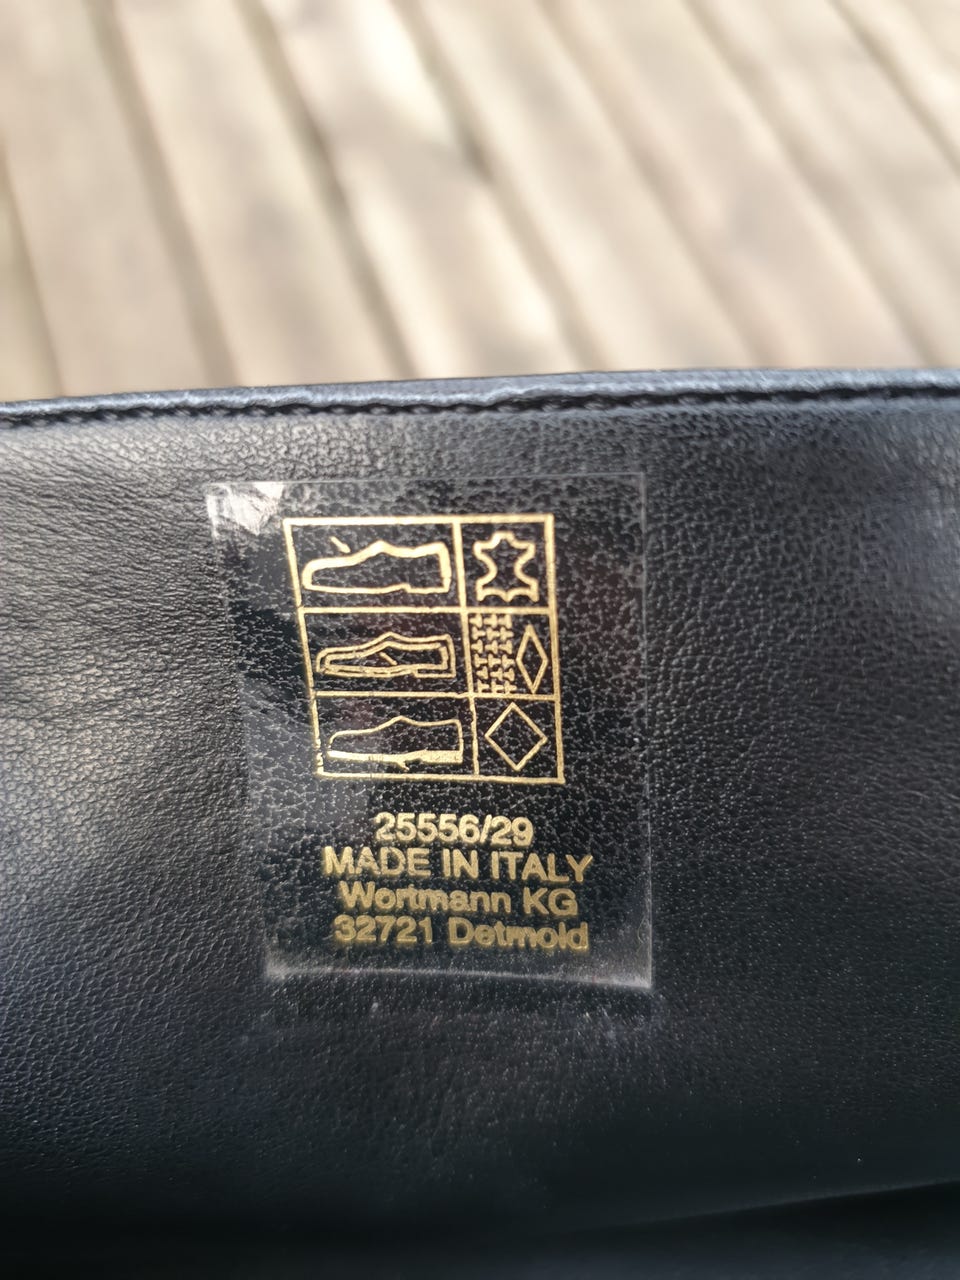 25556/29
MADE IN ITALY
Wortmann KG
32721 Detmold